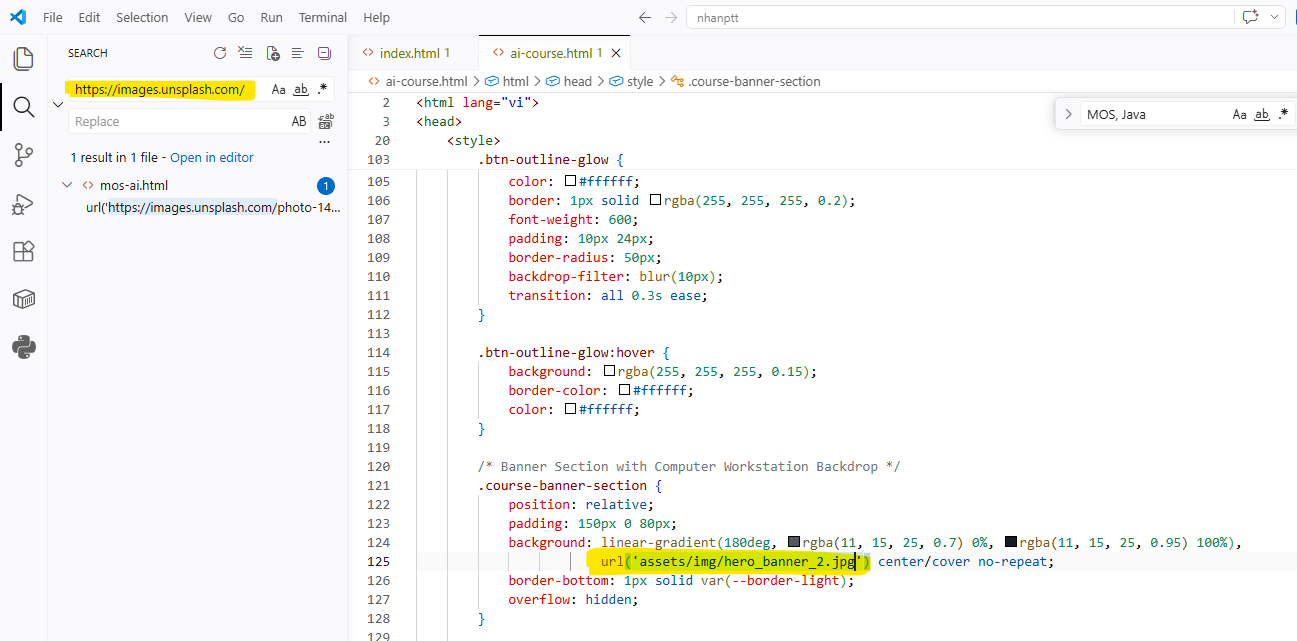 File Edit Selection View Go Run Terminal Help
nhanptt
SEARCH
https://images.unsplash.com/
Aa ab .*
Replace
AB
1 result in 1 file - Open in editor
mos-ai.html 1
url('https://images.unsplash.com/photo-14...
index.html 1
ai-course.html 1
ai-course.html > html > head > style > .course-banner-section
MOS, Java
Aa ab .*
2 <html lang="vi">
3 <head>
20 <style>
103 .btn-outline-glow {
105 color: #ffffff;
106 border: 1px solid rgba(255, 255, 255, 0.2);
107 font-weight: 600;
108 padding: 10px 24px;
109 border-radius: 50px;
110 backdrop-filter: blur(10px);
111 transition: all 0.3s ease;
112 }
113
114 .btn-outline-glow:hover {
115 background: rgba(255, 255, 255, 0.15);
116 border-color: #ffffff;
117 color: #ffffff;
118 }
119
120 /* Banner Section with Computer Workstation Backdrop */
121 .course-banner-section {
122 position: relative;
123 padding: 150px 0 80px;
124 background: linear-gradient(180deg, rgba(11, 15, 25, 0.7) 0%, rgba(11, 15, 25, 0.95) 100%),
125 url('assets/img/hero_banner_2.jpg') center/cover no-repeat;
126 border-bottom: 1px solid var(--border-light);
127 overflow: hidden;
128 }
129